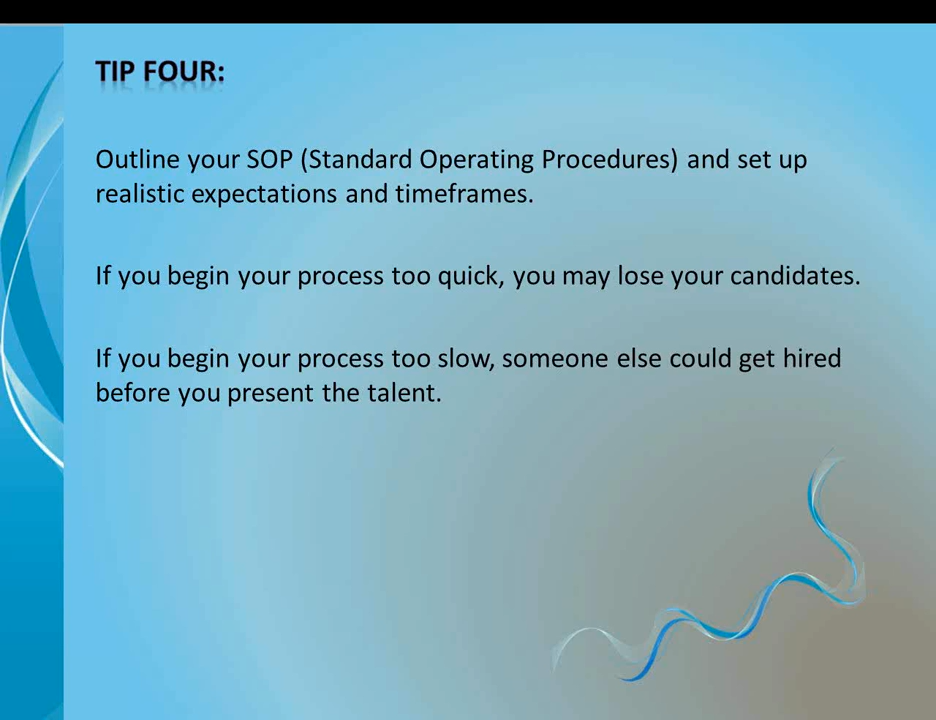 TIP FOUR:
Outline your SOP (Standard Operating Procedures) and set up
realistic expectations and timeframes.
If you begin your process too quick, you may lose your candidates.
If you begin your process too slow, someone else could get hired
before you present the talent.